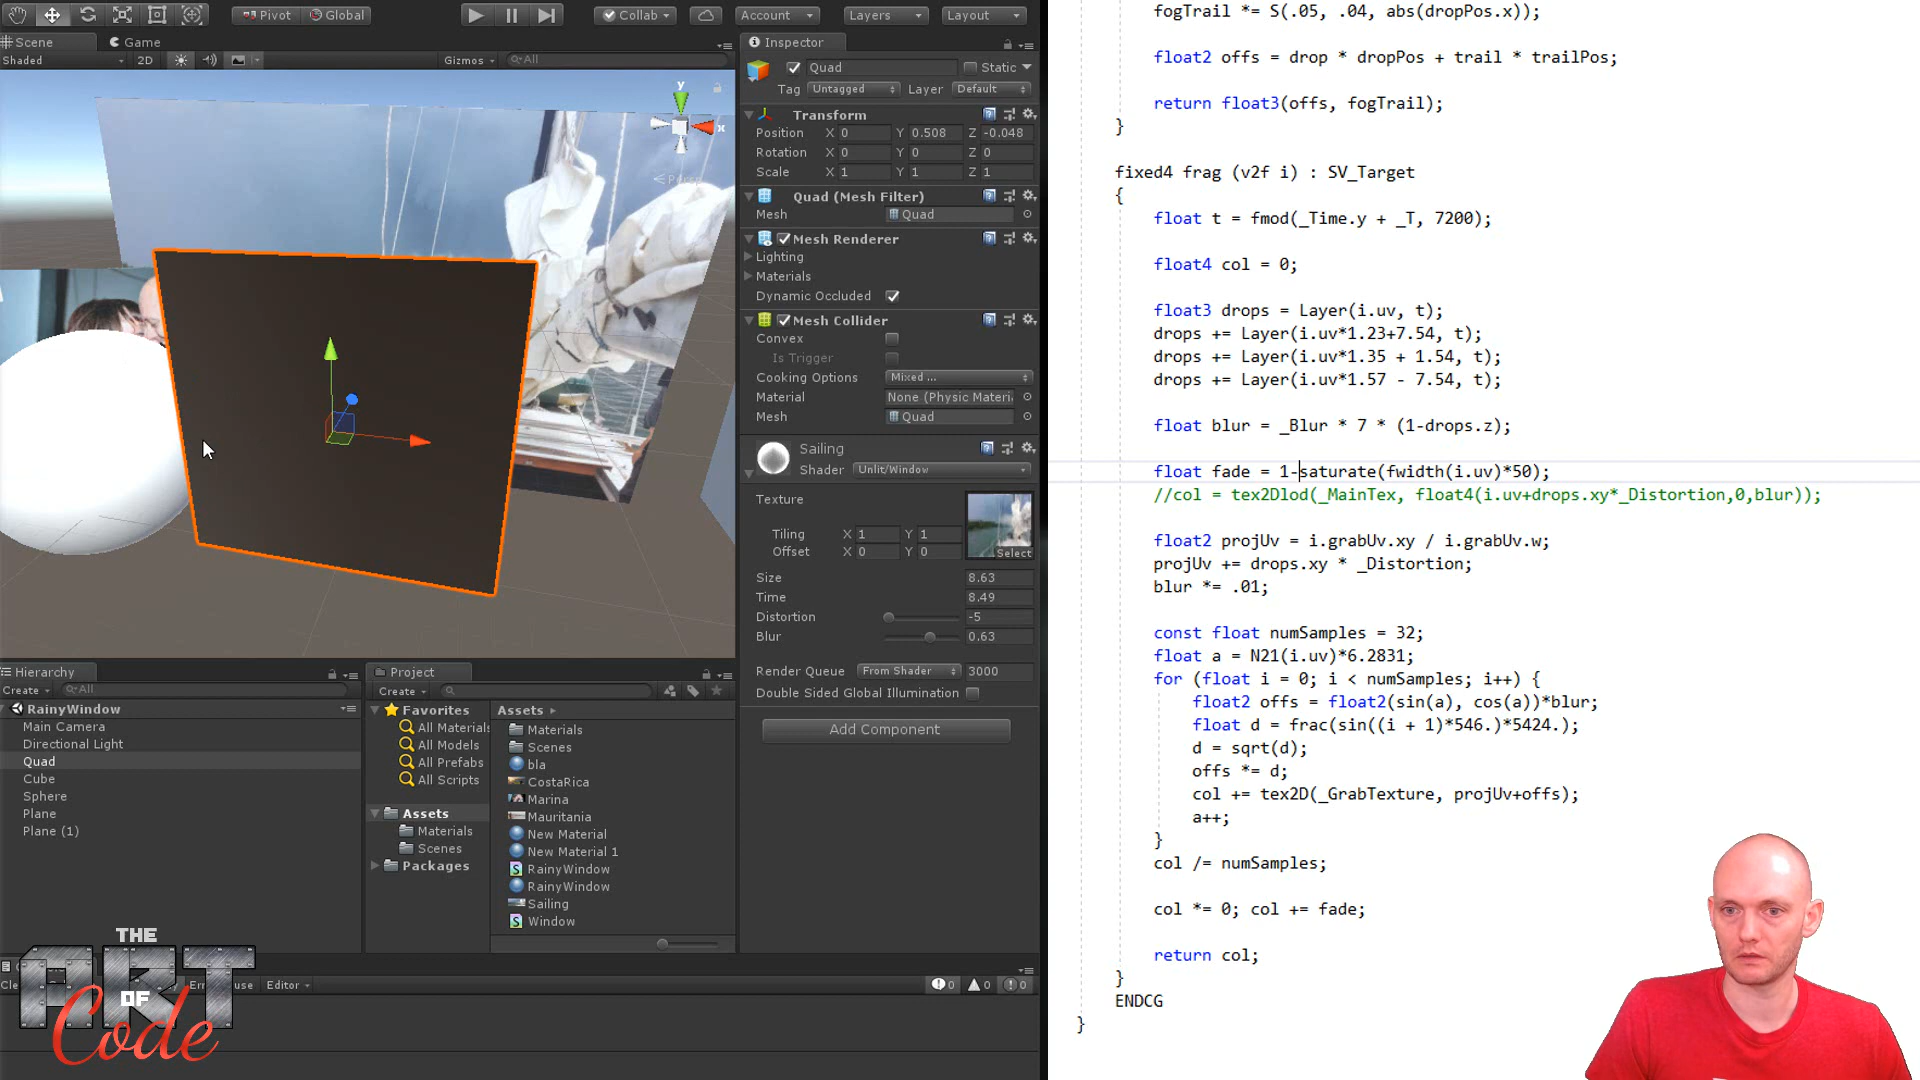 Pivot Global Collab Account Layers Layout
Scene Game
Shaded 2D Gizmos All
y
x
Persp
Inspector
Quad Static
Tag Untagged Layer Default
Transform
Position X 0 Y 0.508 Z -0.048
Rotation X 0 Y 0 Z 0
Scale X 1 Y 1 Z 1
Quad (Mesh Filter)
Mesh Quad
Mesh Renderer
Lighting
Materials
Dynamic Occluded
Mesh Collider
Convex
Is Trigger
Cooking Options Mixed ...
Material None (Physic Materi
Mesh Quad
Sailing
Shader Unlit/Window
Texture
Tiling X 1 Y 1
Offset X 0 Y 0
Select
Size 8.63
Time 8.49
Distortion -5
Blur 0.63
Render Queue From Shader 3000
Double Sided Global Illumination
Add Component
Hierarchy
Create All
RainyWindow
Main Camera
Directional Light
Quad
Cube
Sphere
Plane
Plane (1)
Project
Create
Favorites
All Materials
All Models
All Prefabs
All Scripts
Assets
Materials
Scenes
Packages
Assets
Materials
Scenes
bla
CostaRica
Marina
Mauritania
New Material
New Material 1
RainyWindow
RainyWindow
Sailing
Window
Editor
0 0 0
THE
ART
OF
Code
fogTrail *= S(.05, .04, abs(dropPos.x));
float2 offs = drop * dropPos + trail * trailPos;
return float3(offs, fogTrail);
}
fixed4 frag (v2f i) : SV_Target
{
float t = fmod(_Time.y + _T, 7200);
float4 col = 0;
float3 drops = Layer(i.uv, t);
drops += Layer(i.uv*1.23+7.54, t);
drops += Layer(i.uv*1.35 + 1.54, t);
drops += Layer(i.uv*1.57 - 7.54, t);
float blur = _Blur * 7 * (1-drops.z);
float fade = 1-saturate(fwidth(i.uv)*50);
//col = tex2Dlod(_MainTex, float4(i.uv+drops.xy*_Distortion,0,blur));
float2 projUv = i.grabUv.xy / i.grabUv.w;
projUv += drops.xy * _Distortion;
blur *= .01;
const float numSamples = 32;
float a = N21(i.uv)*6.2831;
for (float i = 0; i < numSamples; i++) {
float2 offs = float2(sin(a), cos(a))*blur;
float d = frac(sin((i + 1)*546.)*5424.);
d = sqrt(d);
offs *= d;
col += tex2D(_GrabTexture, projUv+offs);
a++;
}
col /= numSamples;
col *= 0; col += fade;
return col;
}
ENDCG
}